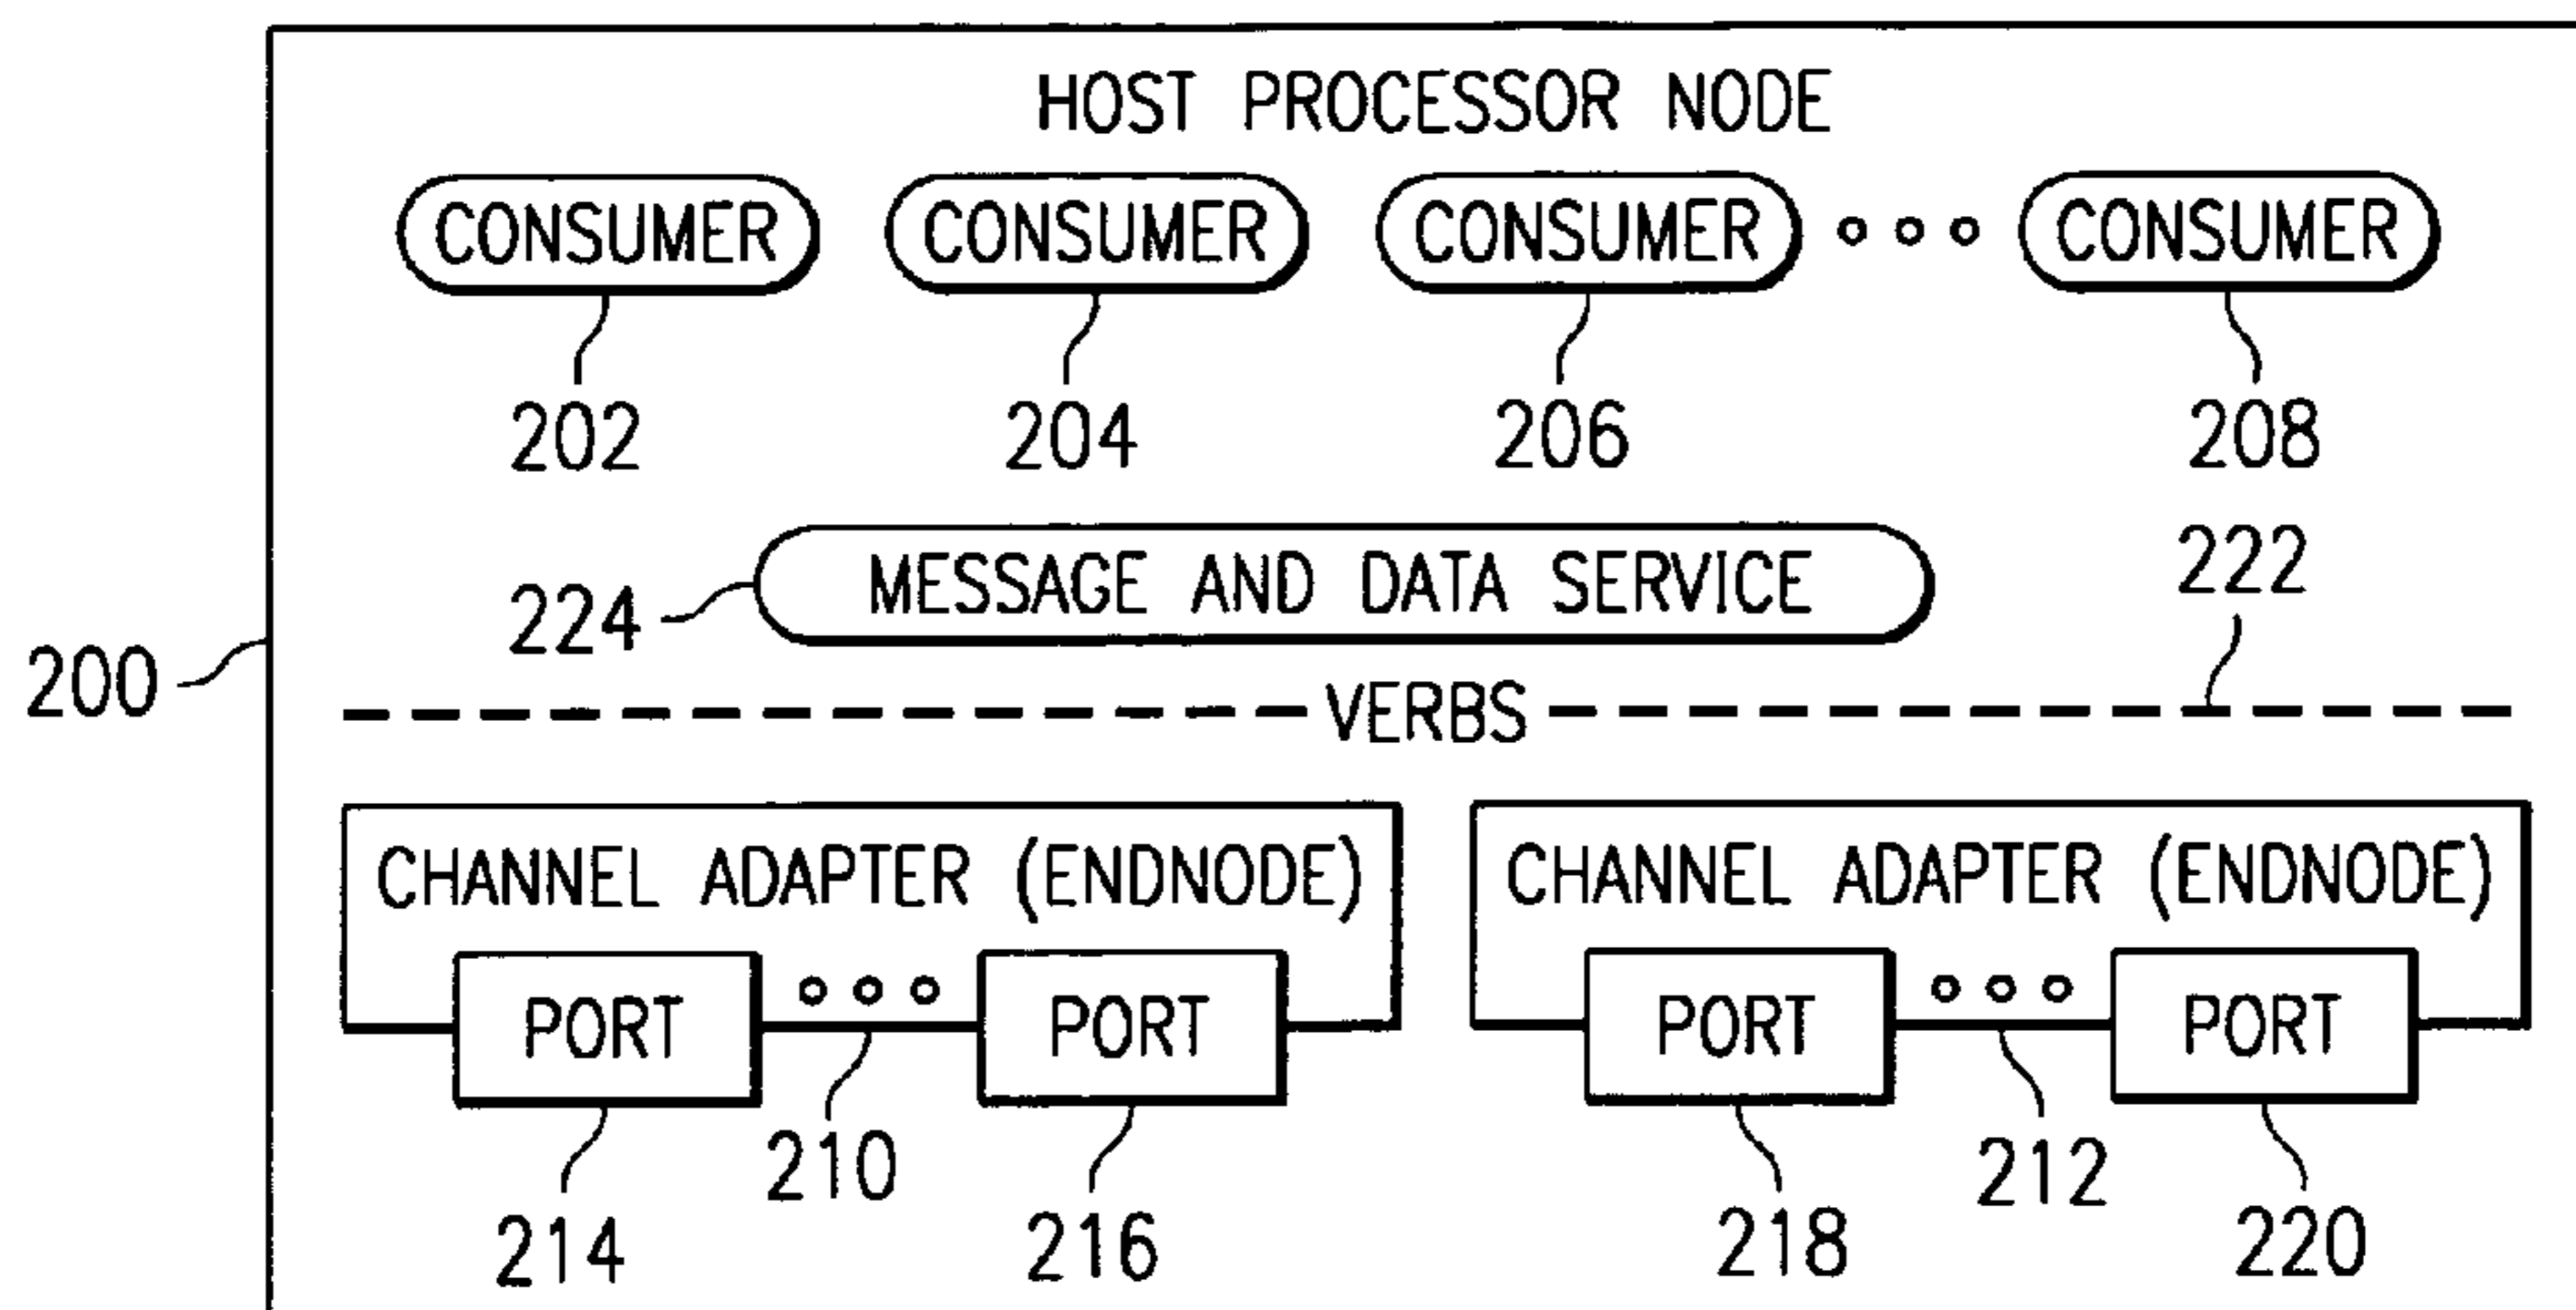 HOST PROCESSOR NODE
CONSUMER CONSUMER CONSUMER CONSUMER
202 204 206 208
MESSAGE AND DATA SERVICE
222
224
200
VERBS
CHANNEL ADAPTER (ENDNODE) CHANNEL ADAPTER (ENDNODE)
PORT PORT PORT PORT
210 212
214 216 218 220